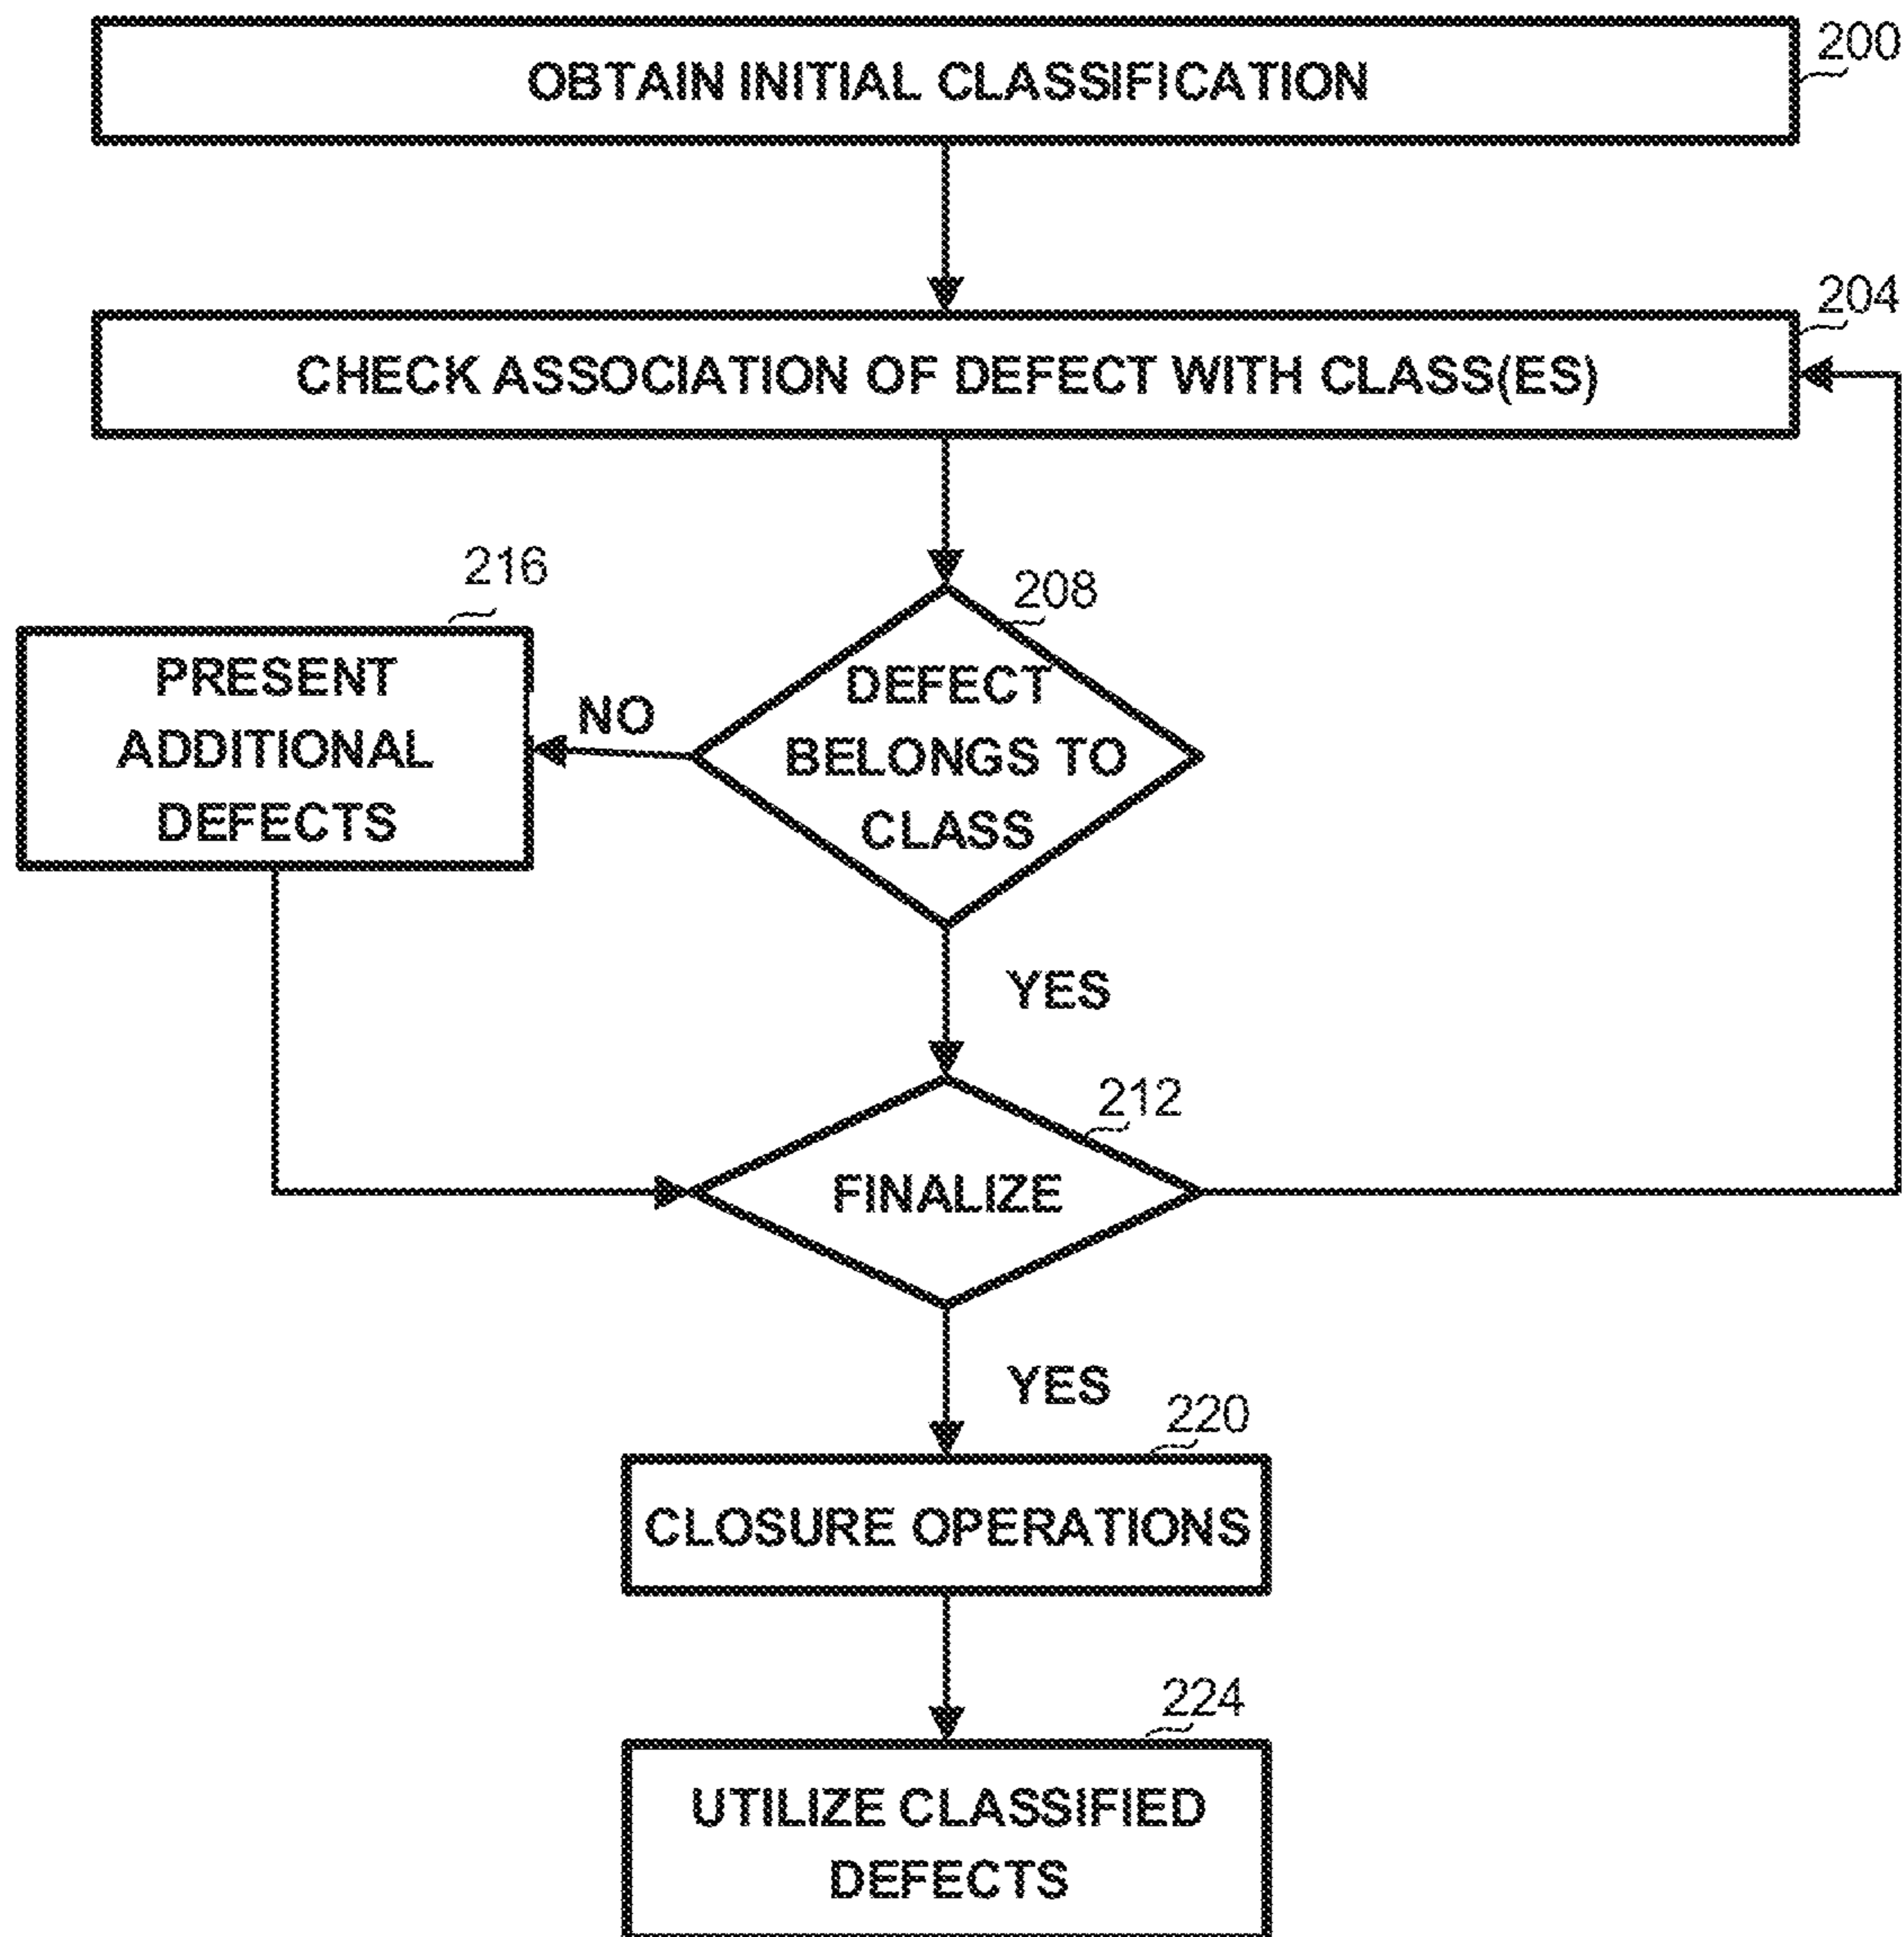 200
OBTAIN INITIAL CLASSIFICATION
204
CHECK ASSOCIATION OF DEFECT WITH CLASS(ES)
216
208
PRESENT
ADDITIONAL
DEFECTS
NO
DEFECT
BELONGS TO
CLASS
YES
212
FINALIZE
YES
220
CLOSURE OPERATIONS
224
UTILIZE CLASSIFIED
DEFECTS